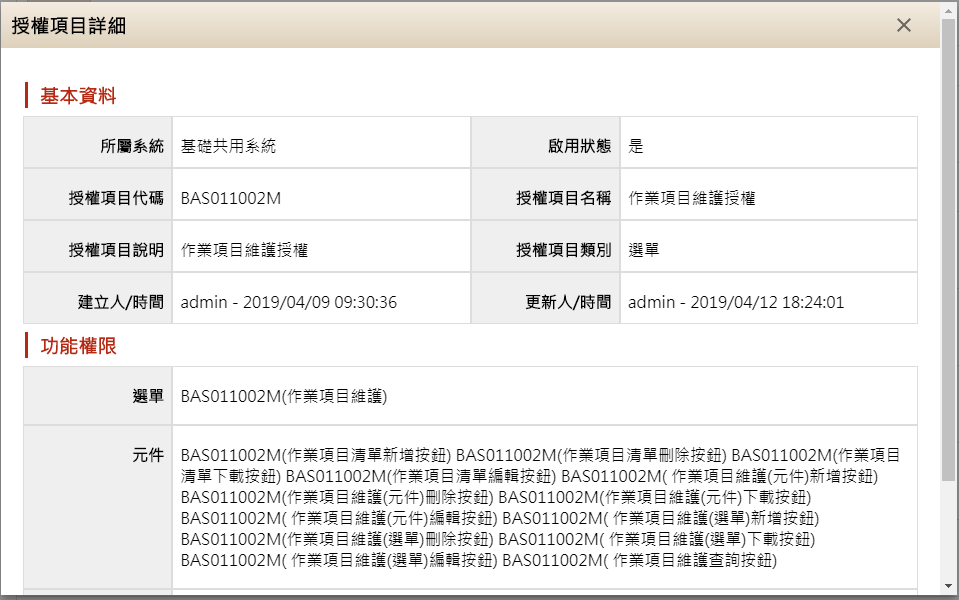 授權項目詳細
基本資料
所屬系統 基礎共用系統 啟用狀態 是
授權項目代碼 BAS011002M 授權項目名稱 作業項目維護授權
授權項目說明 作業項目維護授權 授權項目類別 選單
建立人/時間 admin - 2019/04/09 09:30:36 更新人/時間 admin - 2019/04/12 18:24:01
功能權限
選單 BAS011002M(作業項目維護)
元件 BAS011002M(作業項目清單新增按鈕) BAS011002M(作業項目清單刪除按鈕) BAS011002M(作業項目
清單下載按鈕) BAS011002M(作業項目清單編輯按鈕) BAS011002M( 作業項目維護(元件)新增按鈕)
BAS011002M(作業項目維護(元件)刪除按鈕) BAS011002M(作業項目維護(元件)下載按鈕)
BAS011002M( 作業項目維護(元件)編輯按鈕) BAS011002M( 作業項目維護(選單)新增按鈕)
BAS011002M(作業項目維護(選單)刪除按鈕) BAS011002M( 作業項目維護(選單)下載按鈕)
BAS011002M( 作業項目維護(選單)編輯按鈕) BAS011002M( 作業項目維護查詢按鈕)